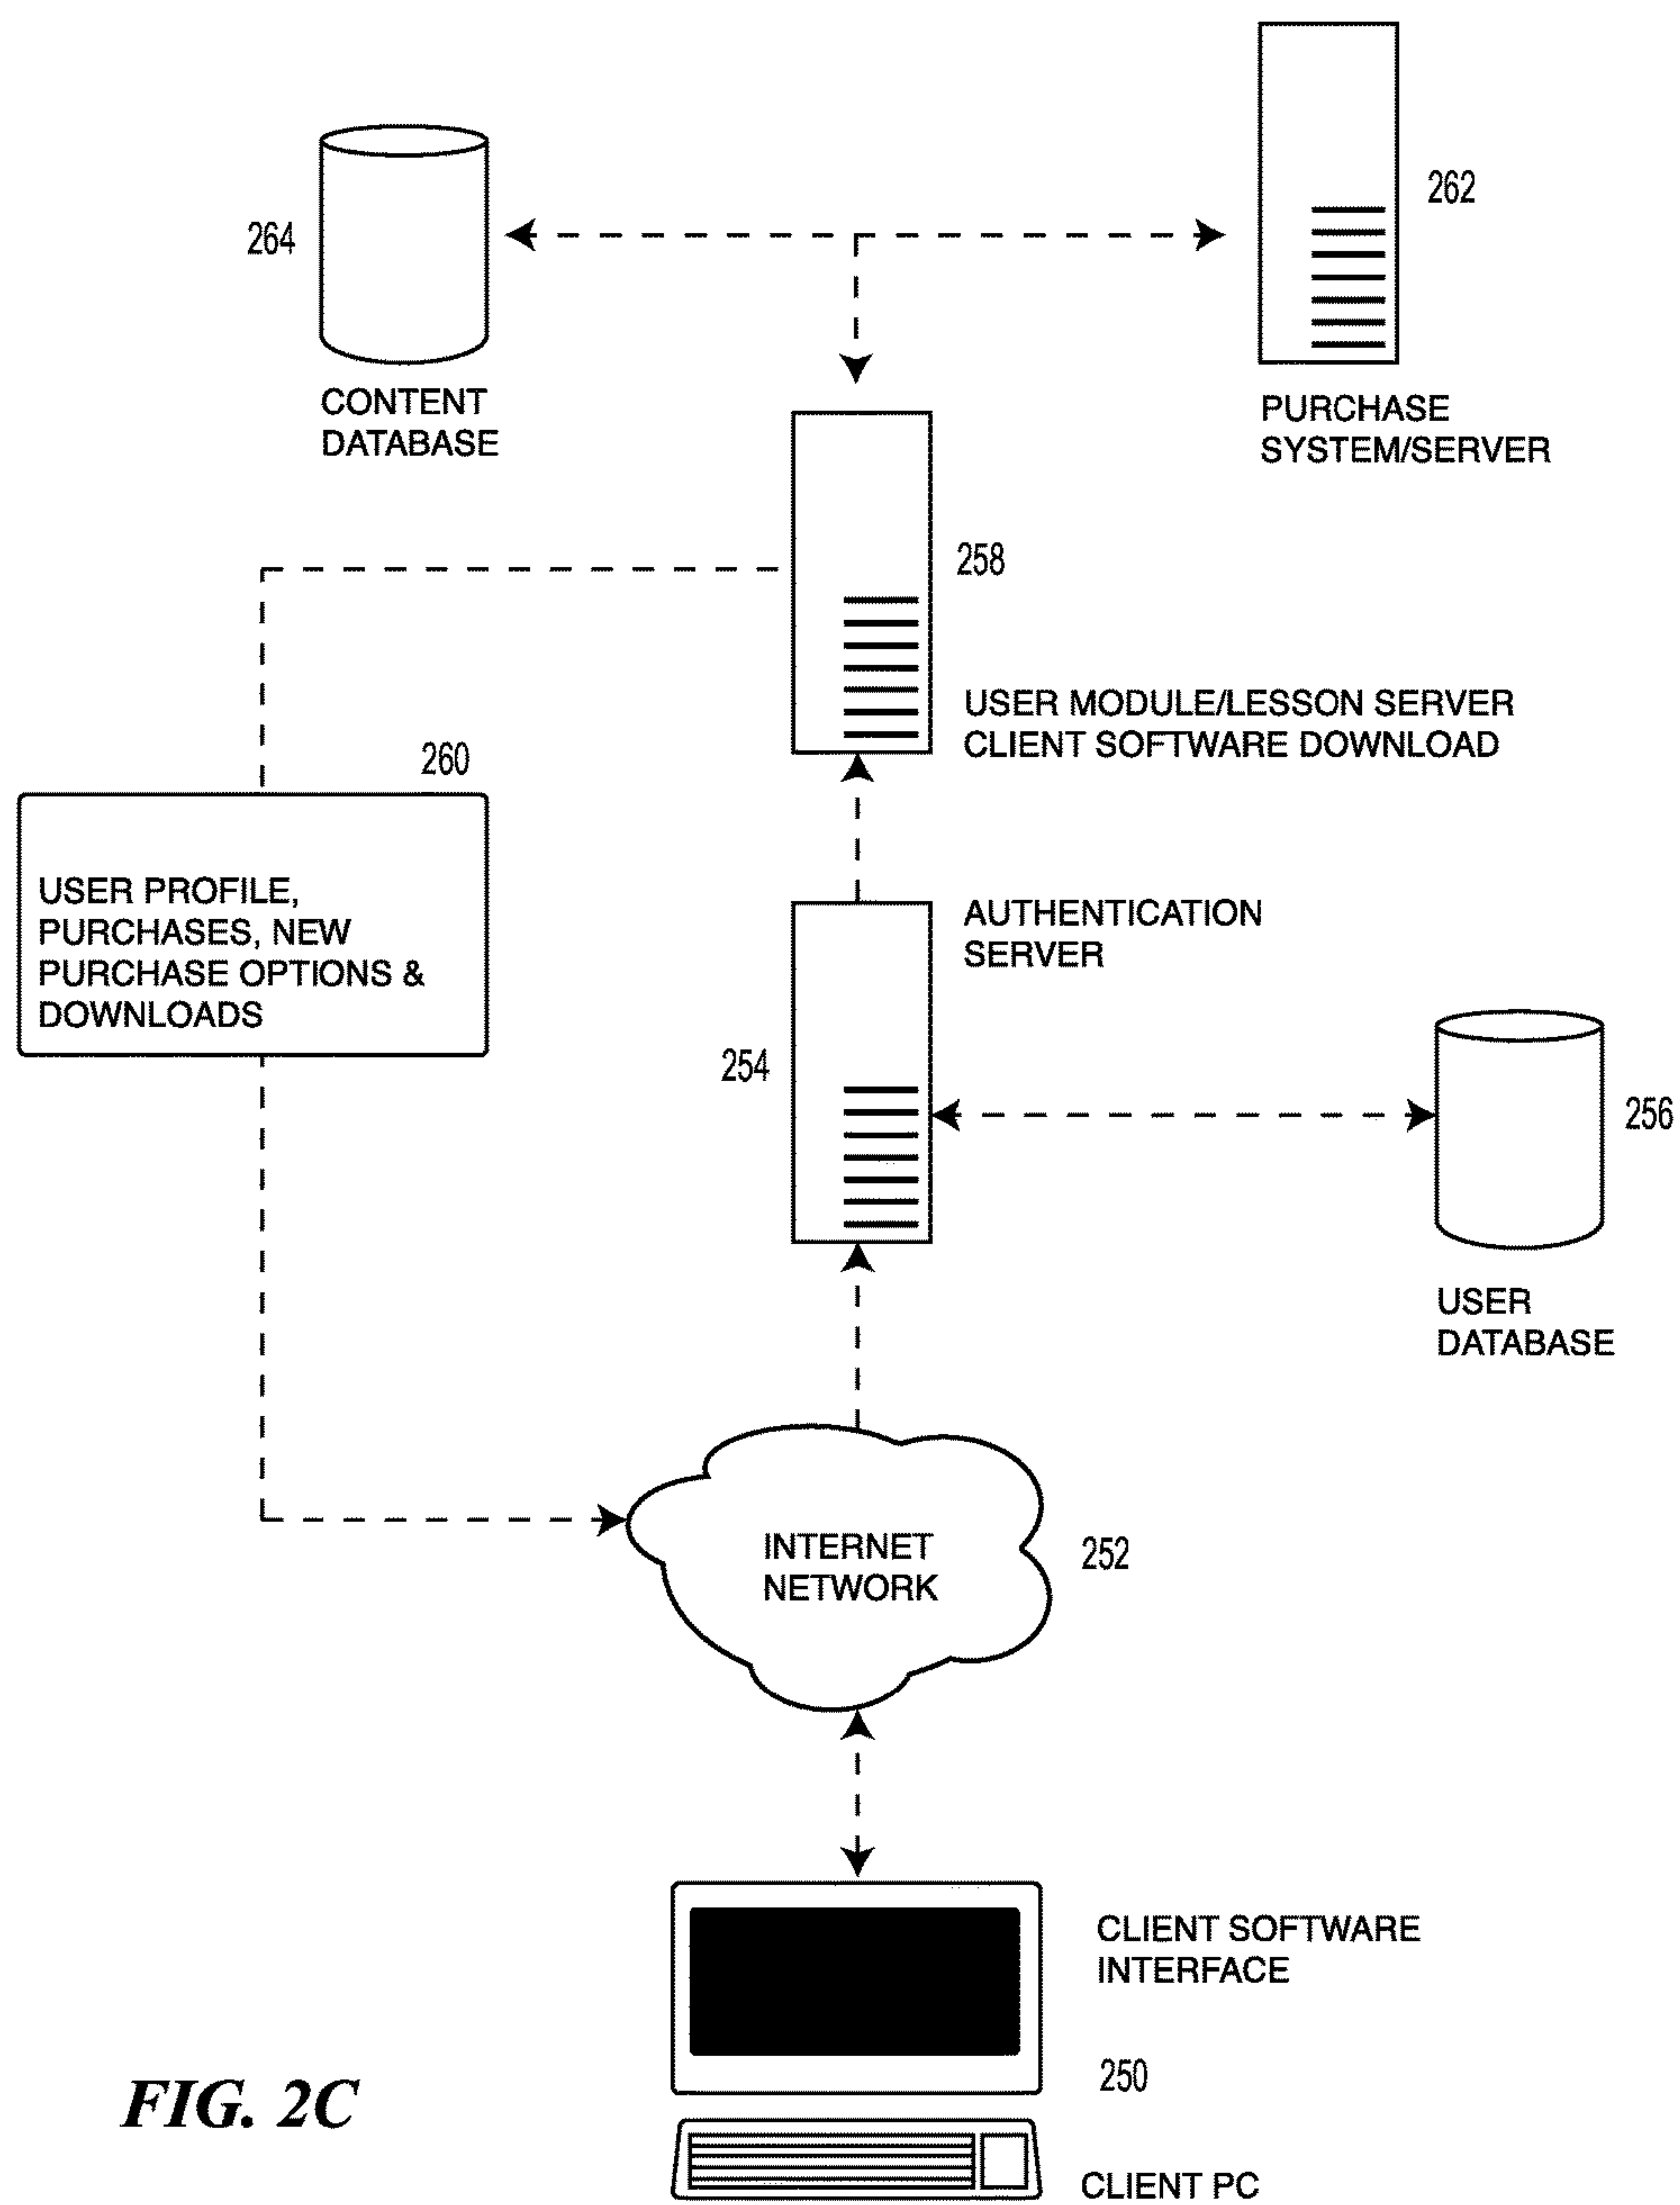 262
264
CONTENT
DATABASE
PURCHASE
SYSTEM/SERVER
258
USER MODULE/LESSON SERVER
CLIENT SOFTWARE DOWNLOAD
260
USER PROFILE,
PURCHASES, NEW
PURCHASE OPTIONS &
DOWNLOADS
AUTHENTICATION
SERVER
254
256
USER
DATABASE
INTERNET
NETWORK
252
CLIENT SOFTWARE
INTERFACE
250
FIG. 2C
CLIENT PC